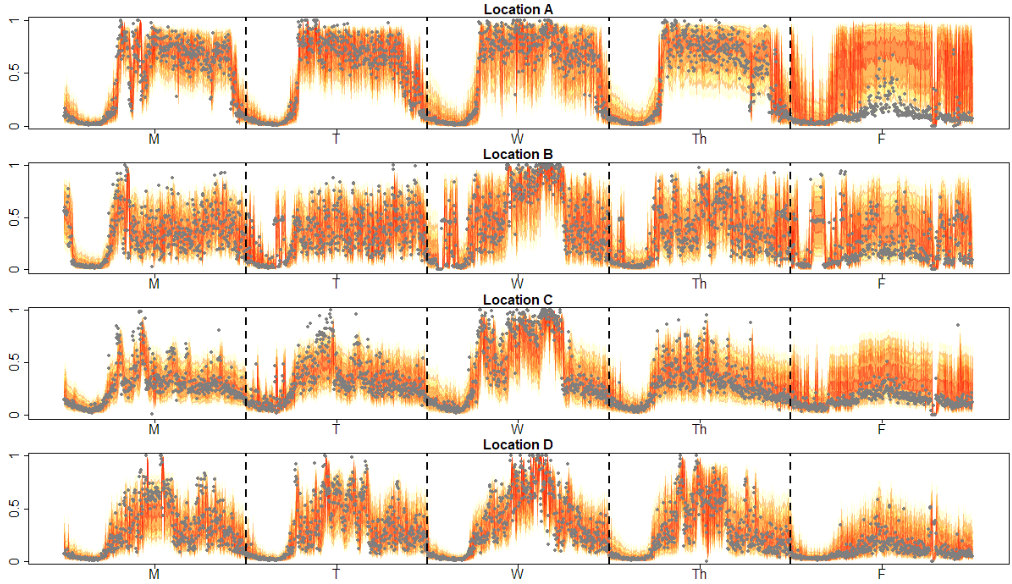 Location A
1
0.5
0
M T W Th F
Location B
1
0.5
0
M T W Th F
Location C
1
0.5
0
M T W Th F
Location D
1
0.5
0
M T W Th F